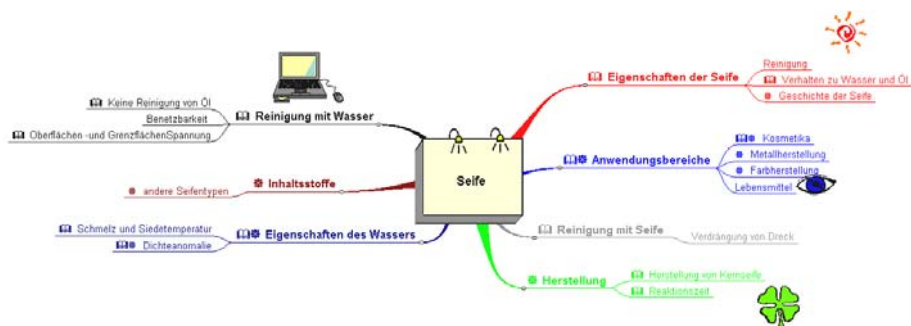 Seife
Eigenschaften der Seife
Reinigung
Verhalten zu Wasser und Öl
Geschichte der Seife
Anwendungsbereiche
Kosmetika
Metallherstellung
Farbherstellung
Lebensmittel
Reinigung mit Seife
Verdrängung von Dreck
Herstellung
Herstellung von Kernseife
Reaktionszeit
Reinigung mit Wasser
Keine Reinigung von Öl
Benetzbarkeit
Oberflächen -und GrenzflächenSpannung
Inhaltsstoffe
andere Seifentypen
Eigenschaften des Wassers
Schmelz und Siedetemperatur
Dichteanomalie